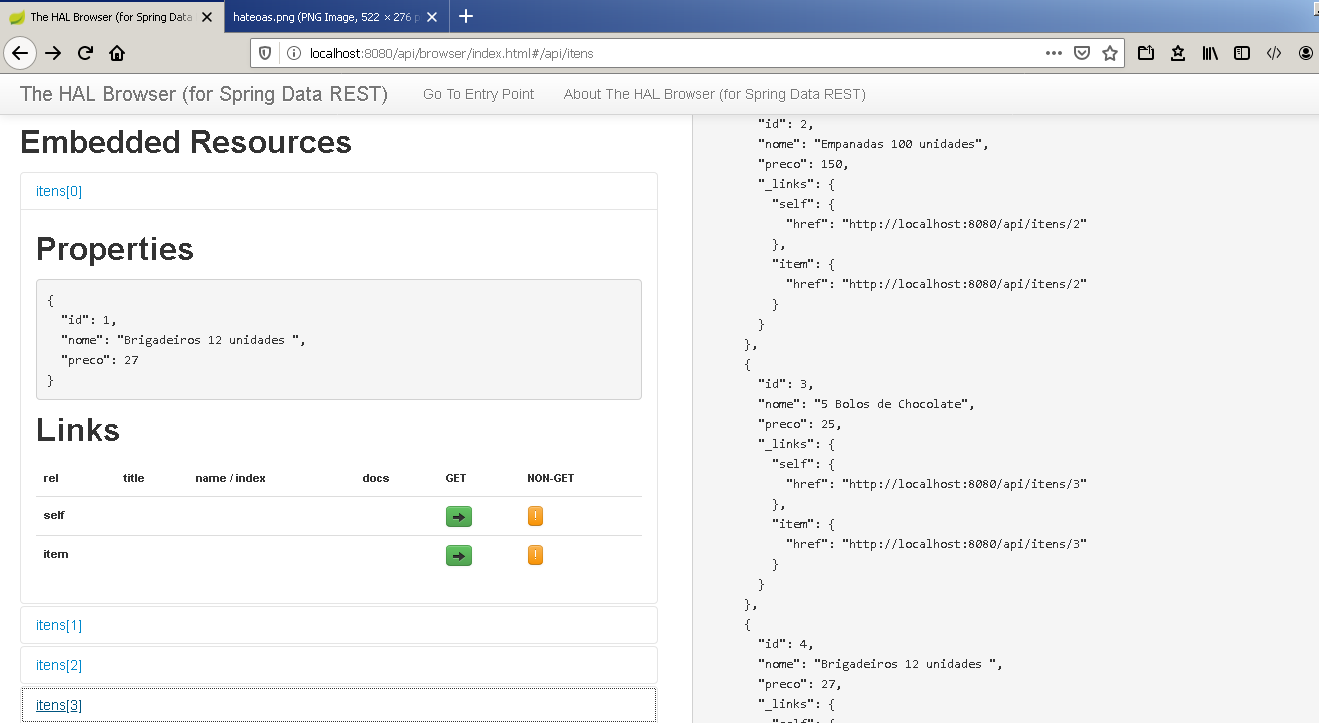 The HAL Browser (for Spring Data
hateoas.png (PNG Image, 522 × 276 p
localhost:8080/api/browser/index.html#/api/itens
The HAL Browser (for Spring Data REST)
Go To Entry Point
About The HAL Browser (for Spring Data REST)
Embedded Resources
itens[0]
Properties
{
"id": 1,
"nome": "Brigadeiros 12 unidades ",
"preco": 27
}
Links
rel title name / index docs GET NON-GET
self !
item !
itens[1]
itens[2]
itens[3]
"id": 2,
"nome": "Empanadas 100 unidades",
"preco": 150,
"_links": {
"self": {
"href": "http://localhost:8080/api/itens/2"
},
"item": {
"href": "http://localhost:8080/api/itens/2"
}
}
},
{
"id": 3,
"nome": "5 Bolos de Chocolate",
"preco": 25,
"_links": {
"self": {
"href": "http://localhost:8080/api/itens/3"
},
"item": {
"href": "http://localhost:8080/api/itens/3"
}
}
},
{
"id": 4,
"nome": "Brigadeiros 12 unidades ",
"preco": 27,
"_links": {
"self": {